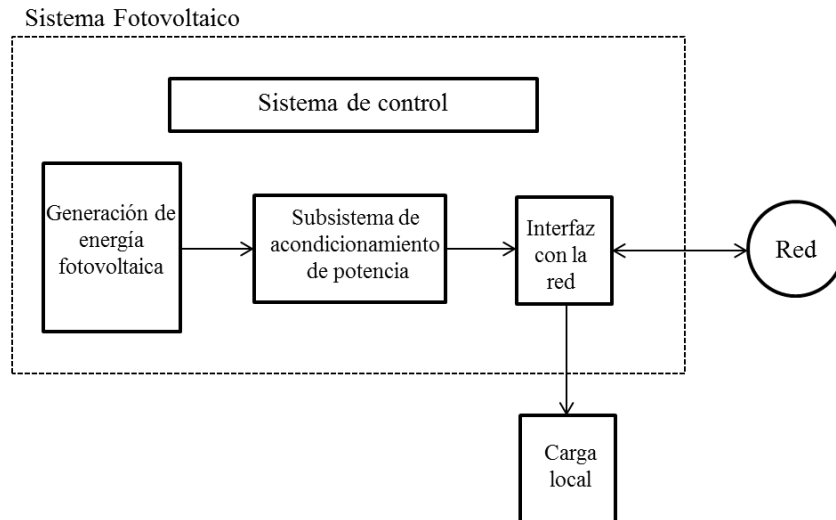 Sistema Fotovoltaico
Sistema de control
Generación de
energía
fotovoltaica
Subsistema de
acondicionamiento
de potencia
Interfaz
con la
red
Red
Carga
local